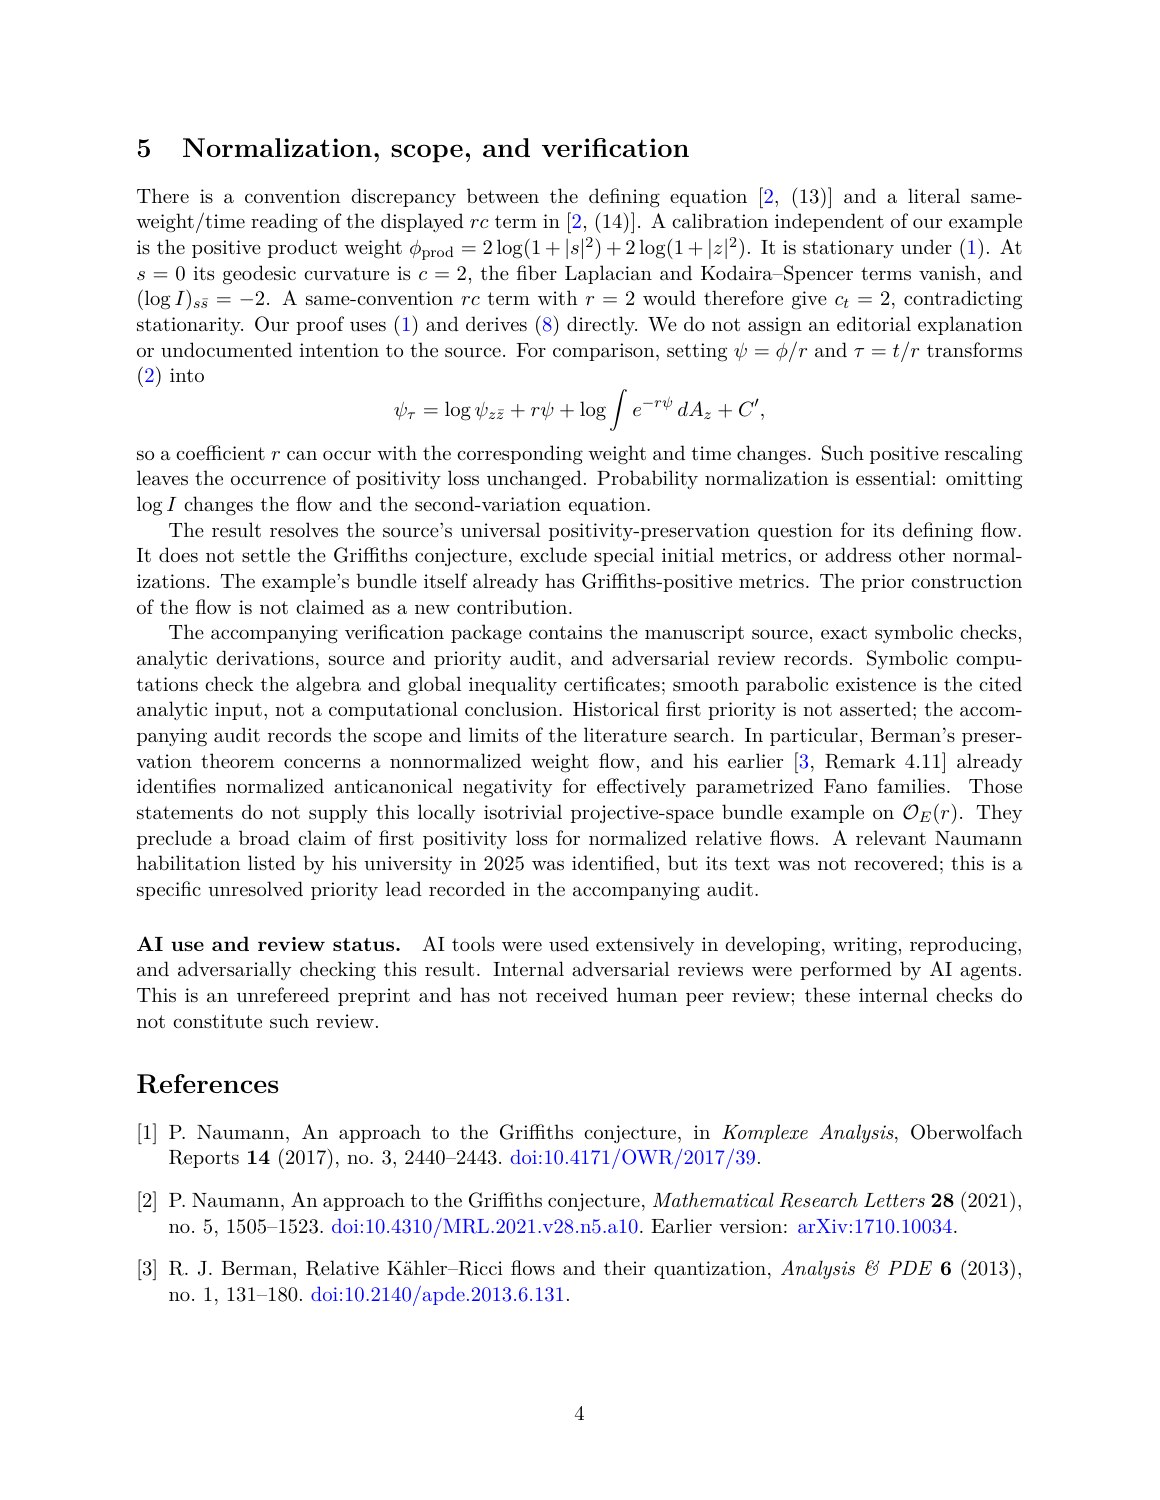 5 Normalization, scope, and verification
There is a convention discrepancy between the defining equation [2, (13)] and a literal same-
weight/time reading of the displayed rc term in [2, (14)]. A calibration independent of our example
is the positive product weight ϕ_prod = 2 log(1 + |s|²) + 2 log(1 + |z|²). It is stationary under (1). At
s = 0 its geodesic curvature is c = 2, the fiber Laplacian and Kodaira–Spencer terms vanish, and
(log I)_{ss̄} = −2. A same-convention rc term with r = 2 would therefore give c_t = 2, contradicting
stationarity. Our proof uses (1) and derives (8) directly. We do not assign an editorial explanation
or undocumented intention to the source. For comparison, setting ψ = ϕ/r and τ = t/r transforms
(2) into
ψ_τ = log ψ_{zz̄} + rψ + log ∫ e^{−rψ} dA_z + C′,
so a coefficient r can occur with the corresponding weight and time changes. Such positive rescaling
leaves the occurrence of positivity loss unchanged. Probability normalization is essential: omitting
log I changes the flow and the second-variation equation.
The result resolves the source's universal positivity-preservation question for its defining flow.
It does not settle the Griffiths conjecture, exclude special initial metrics, or address other normal-
izations. The example's bundle itself already has Griffiths-positive metrics. The prior construction
of the flow is not claimed as a new contribution.
The accompanying verification package contains the manuscript source, exact symbolic checks,
analytic derivations, source and priority audit, and adversarial review records. Symbolic compu-
tations check the algebra and global inequality certificates; smooth parabolic existence is the cited
analytic input, not a computational conclusion. Historical first priority is not asserted; the accom-
panying audit records the scope and limits of the literature search. In particular, Berman's preser-
vation theorem concerns a nonnormalized weight flow, and his earlier [3, Remark 4.11] already
identifies normalized anticanonical negativity for effectively parametrized Fano families. Those
statements do not supply this locally isotrivial projective-space bundle example on 𝒪_E(r). They
preclude a broad claim of first positivity loss for normalized relative flows. A relevant Naumann
habilitation listed by his university in 2025 was identified, but its text was not recovered; this is a
specific unresolved priority lead recorded in the accompanying audit.
AI use and review status. AI tools were used extensively in developing, writing, reproducing,
and adversarially checking this result. Internal adversarial reviews were performed by AI agents.
This is an unrefereed preprint and has not received human peer review; these internal checks do
not constitute such review.
References
[1] P. Naumann, An approach to the Griffiths conjecture, in Komplexe Analysis, Oberwolfach
Reports 14 (2017), no. 3, 2440–2443. doi:10.4171/OWR/2017/39.
[2] P. Naumann, An approach to the Griffiths conjecture, Mathematical Research Letters 28 (2021),
no. 5, 1505–1523. doi:10.4310/MRL.2021.v28.n5.a10. Earlier version: arXiv:1710.10034.
[3] R. J. Berman, Relative Kähler–Ricci flows and their quantization, Analysis & PDE 6 (2013),
no. 1, 131–180. doi:10.2140/apde.2013.6.131.
4